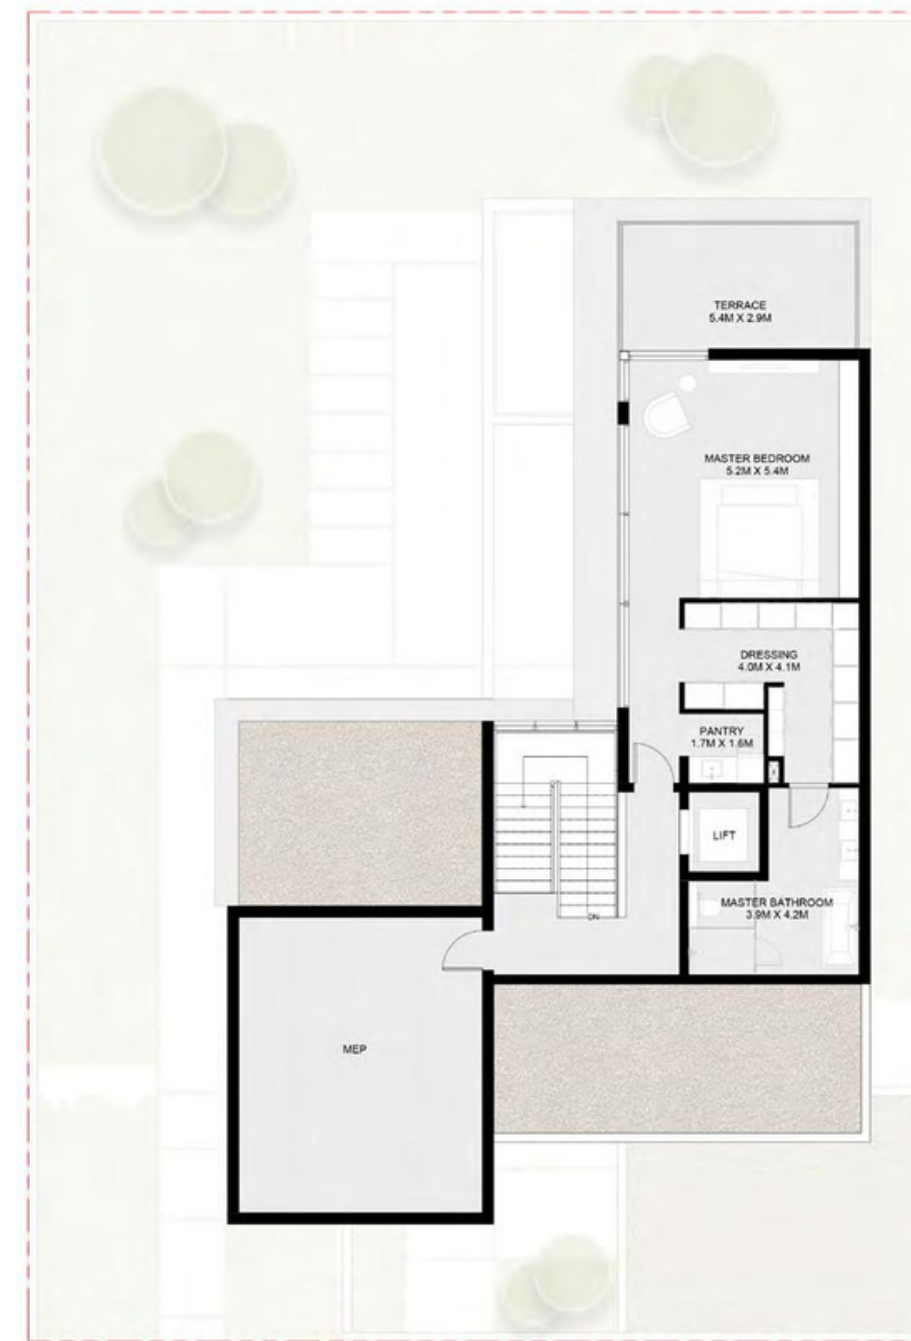 TERRACE
5.4M X 2.9M
MASTER BEDROOM
5.2M X 5.4M
DRESSING
4.0M X 4.1M
PANTRY
1.7M X 1.6M
LIFT
MASTER BATHROOM
3.9M X 4.2M
DN
MEP